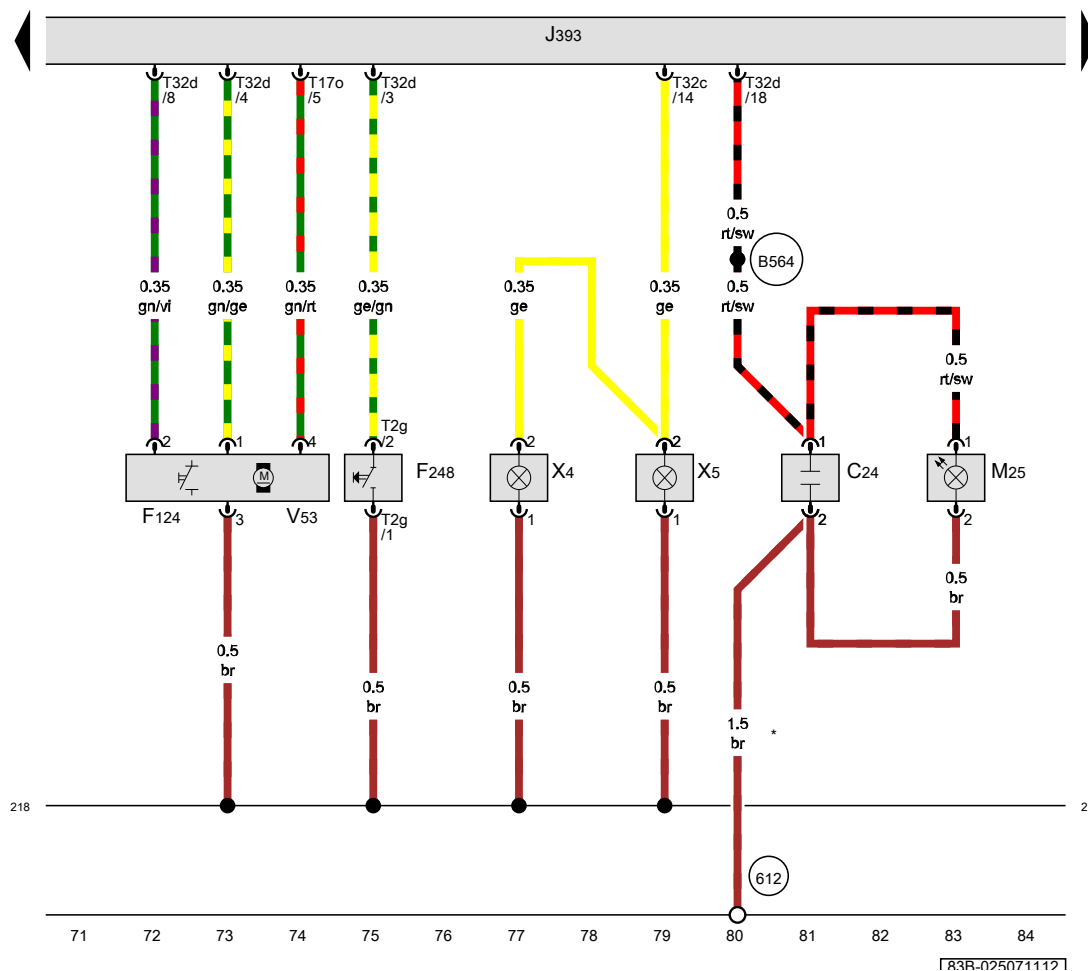 J393
T32d
/8
T32d
/4
T17o
/5
T32d
/3
T32c
/14
T32d
/18
0.5
rt/sw
B564
0.35
gn/vi
0.35
gn/ge
0.35
gn/rt
0.35
ge/gn
0.35
ge
0.35
ge
0.5
rt/sw
0.5
rt/sw
2
1
4
T2g
/2
2
2
1
1
M
F248
X4
X5
C24
M25
F124
3
V53
T2g
/1
1
1
2
2
0.5
br
0.5
br
0.5
br
0.5
br
0.5
br
1.5
br
*
218
2
612
71 72 73 74 75 76 77 78 79 80 81 82 83 84
83B-025071112